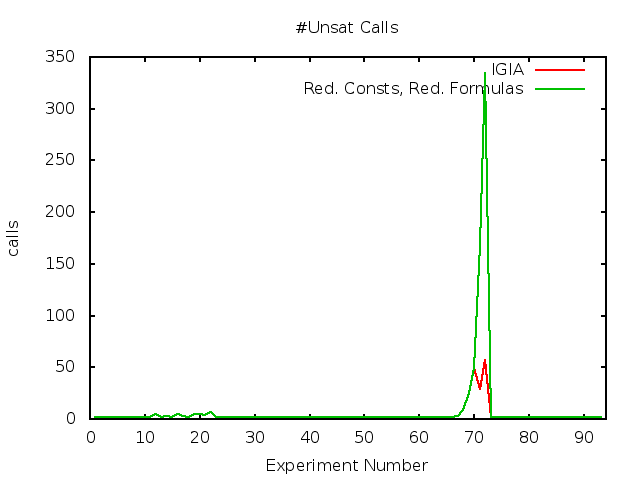 #Unsat Calls
350
300
250
200
150
100
50
0
calls
IGIA
Red. Consts, Red. Formulas
0 10 20 30 40 50 60 70 80 90
Experiment Number